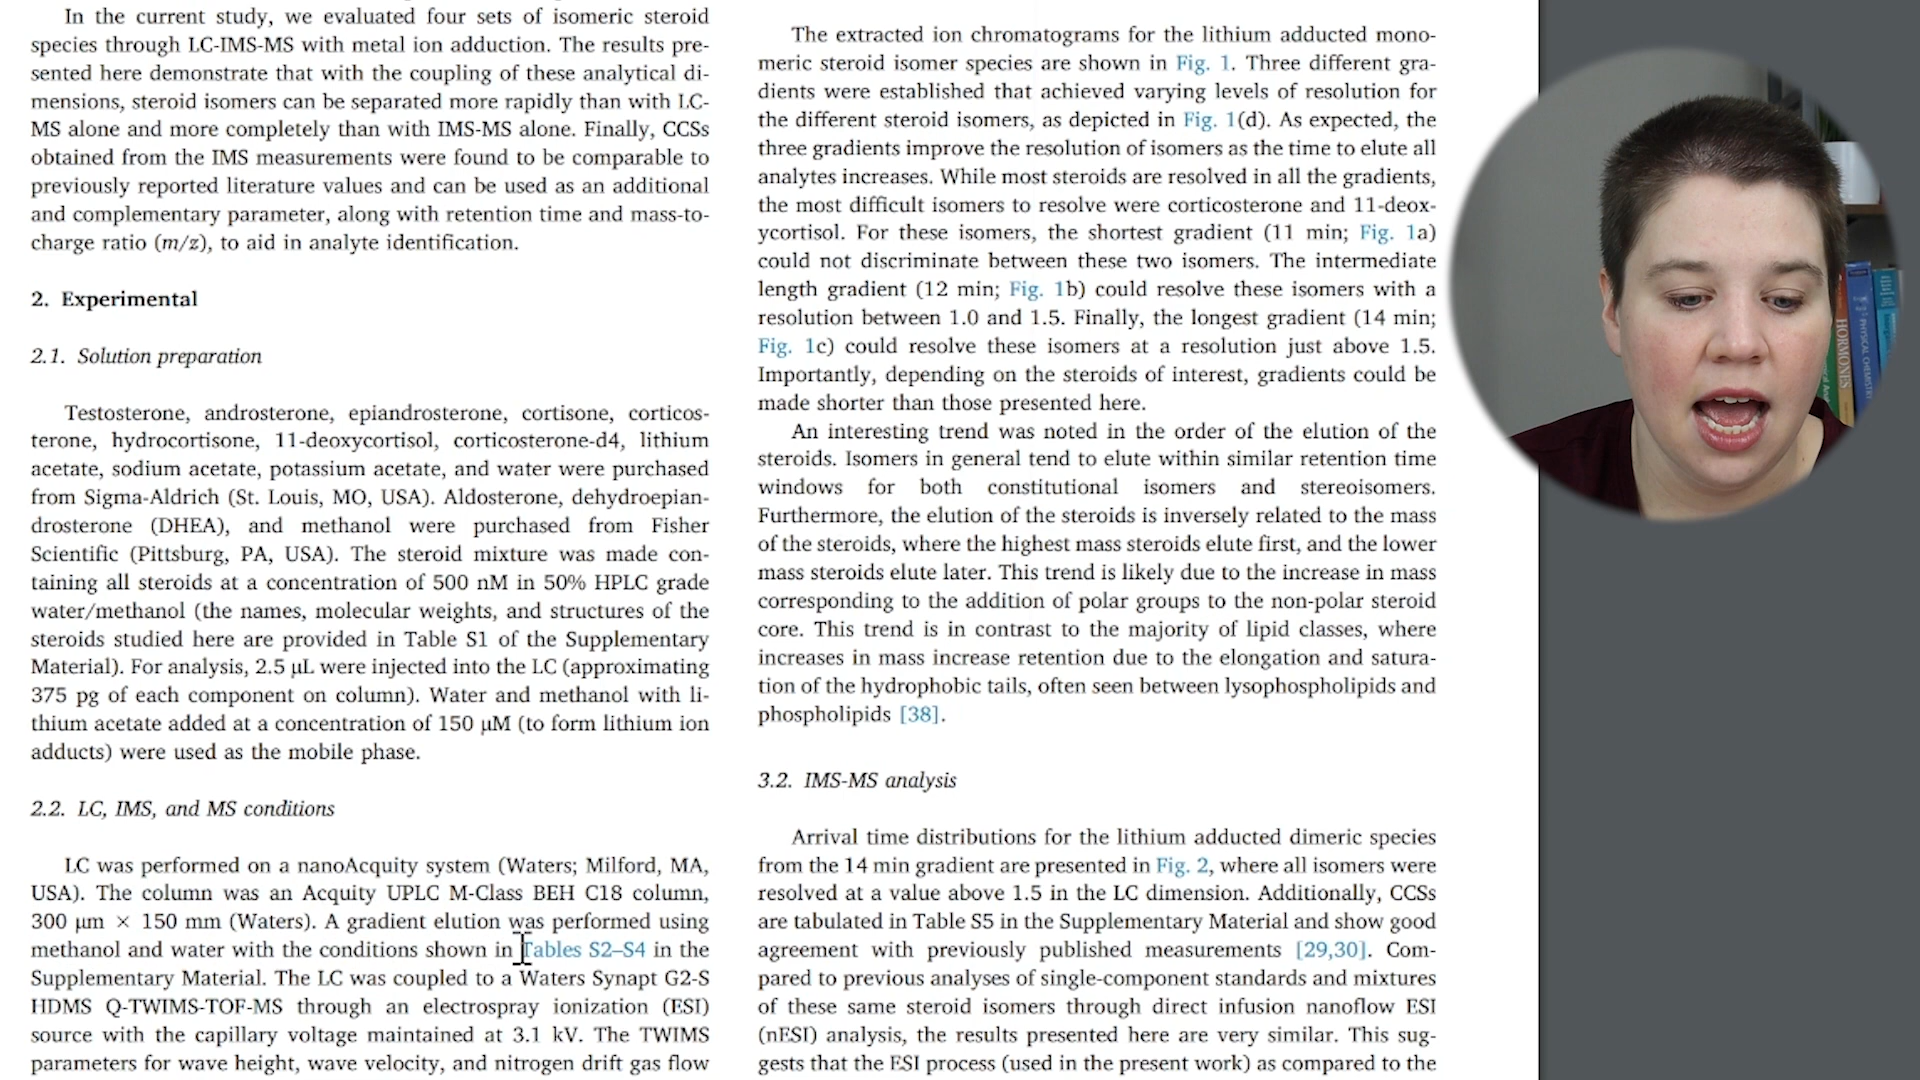 In the current study, we evaluated four sets of isomeric steroid
species through LC-IMS-MS with metal ion adduction. The results pre-
sented here demonstrate that with the coupling of these analytical di-
mensions, steroid isomers can be separated more rapidly than with LC-
MS alone and more completely than with IMS-MS alone. Finally, CCSs
obtained from the IMS measurements were found to be comparable to
previously reported literature values and can be used as an additional
and complementary parameter, along with retention time and mass-to-
charge ratio (m/z), to aid in analyte identification.
2. Experimental
2.1. Solution preparation
Testosterone, androsterone, epiandrosterone, cortisone, corticos-
terone, hydrocortisone, 11-deoxycortisol, corticosterone-d4, lithium
acetate, sodium acetate, potassium acetate, and water were purchased
from Sigma-Aldrich (St. Louis, MO, USA). Aldosterone, dehydroepian-
drosterone (DHEA), and methanol were purchased from Fisher
Scientific (Pittsburg, PA, USA). The steroid mixture was made con-
taining all steroids at a concentration of 500 nM in 50% HPLC grade
water/methanol (the names, molecular weights, and structures of the
steroids studied here are provided in Table S1 of the Supplementary
Material). For analysis, 2.5 μL were injected into the LC (approximating
375 pg of each component on column). Water and methanol with li-
thium acetate added at a concentration of 150 μM (to form lithium ion
adducts) were used as the mobile phase.
2.2. LC, IMS, and MS conditions
LC was performed on a nanoAcquity system (Waters; Milford, MA,
USA). The column was an Acquity UPLC M-Class BEH C18 column,
300 μm × 150 mm (Waters). A gradient elution was performed using
methanol and water with the conditions shown in Tables S2–S4 in the
Supplementary Material. The LC was coupled to a Waters Synapt G2-S
HDMS Q-TWIMS-TOF-MS through an electrospray ionization (ESI)
source with the capillary voltage maintained at 3.1 kV. The TWIMS
parameters for wave height, wave velocity, and nitrogen drift gas flow
The extracted ion chromatograms for the lithium adducted mono-
meric steroid isomer species are shown in Fig. 1. Three different gra-
dients were established that achieved varying levels of resolution for
the different steroid isomers, as depicted in Fig. 1(d). As expected, the
three gradients improve the resolution of isomers as the time to elute all
analytes increases. While most steroids are resolved in all the gradients,
the most difficult isomers to resolve were corticosterone and 11-deox-
ycortisol. For these isomers, the shortest gradient (11 min; Fig. 1a)
could not discriminate between these two isomers. The intermediate
length gradient (12 min; Fig. 1b) could resolve these isomers with a
resolution between 1.0 and 1.5. Finally, the longest gradient (14 min;
Fig. 1c) could resolve these isomers at a resolution just above 1.5.
Importantly, depending on the steroids of interest, gradients could be
made shorter than those presented here.
An interesting trend was noted in the order of the elution of the
steroids. Isomers in general tend to elute within similar retention time
windows for both constitutional isomers and stereoisomers.
Furthermore, the elution of the steroids is inversely related to the mass
of the steroids, where the highest mass steroids elute first, and the lower
mass steroids elute later. This trend is likely due to the increase in mass
corresponding to the addition of polar groups to the non-polar steroid
core. This trend is in contrast to the majority of lipid classes, where
increases in mass increase retention due to the elongation and satura-
tion of the hydrophobic tails, often seen between lysophospholipids and
phospholipids [38].
3.2. IMS-MS analysis
Arrival time distributions for the lithium adducted dimeric species
from the 14 min gradient are presented in Fig. 2, where all isomers were
resolved at a value above 1.5 in the LC dimension. Additionally, CCSs
are tabulated in Table S5 in the Supplementary Material and show good
agreement with previously published measurements [29,30]. Com-
pared to previous analyses of single-component standards and mixtures
of these same steroid isomers through direct infusion nanoflow ESI
(nESI) analysis, the results presented here are very similar. This sug-
gests that the ESI process (used in the present work) as compared to the
HORMONES
PHYSICAL